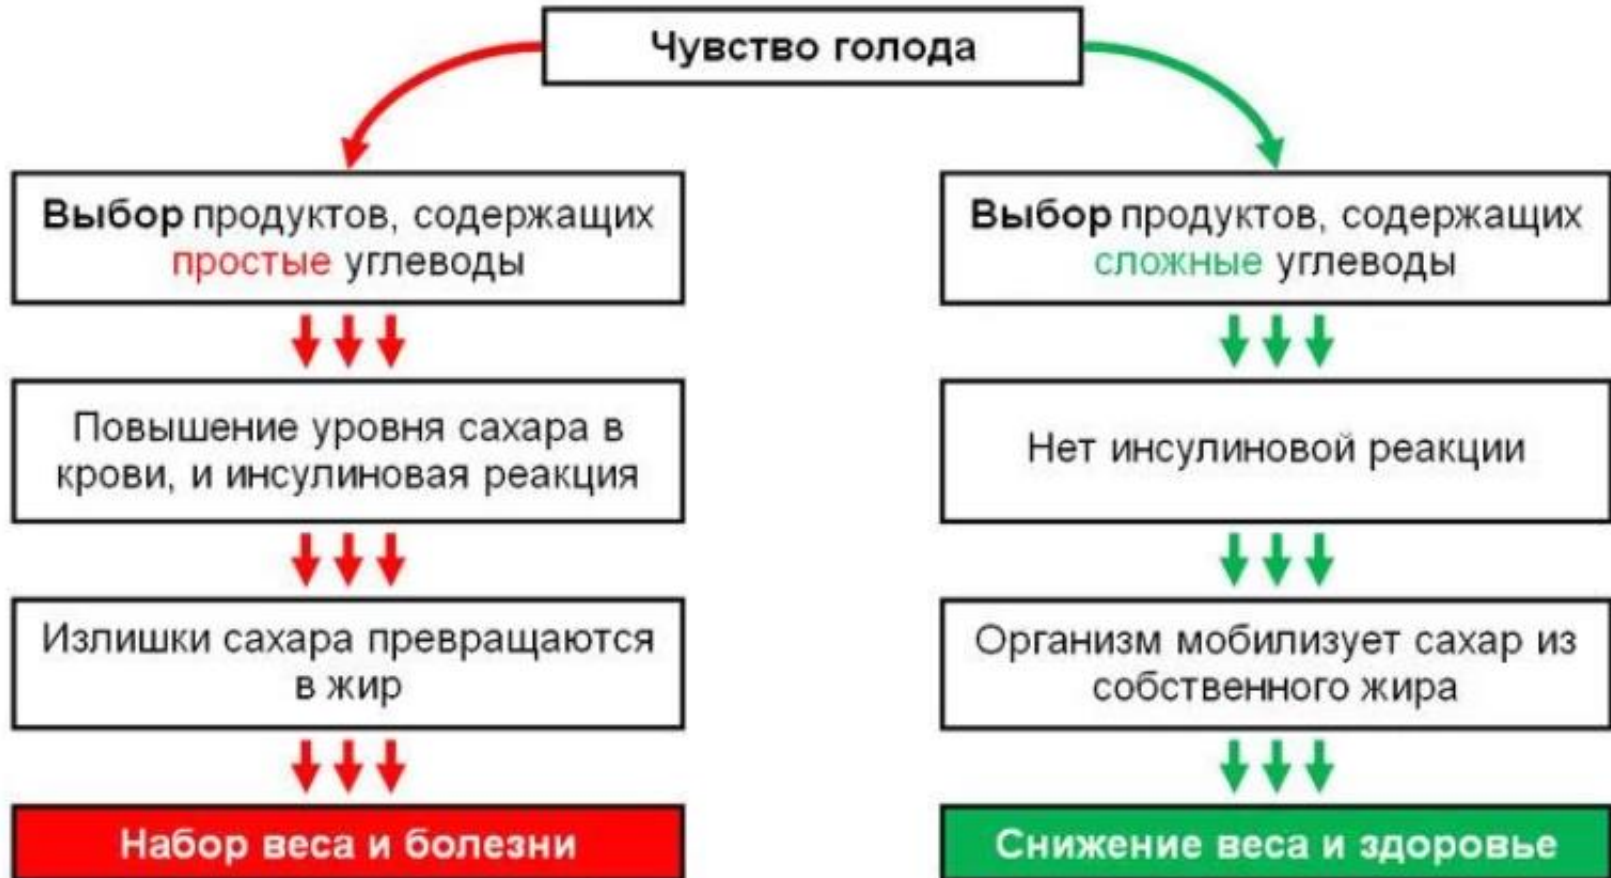 Чувство голода
Выбор продуктов, содержащих
простые углеводы
Повышение уровня сахара в
крови, и инсулиновая реакция
Излишки сахара превращаются
в жир
Набор веса и болезни
Выбор продуктов, содержащих
сложные углеводы
Нет инсулиновой реакции
Организм мобилизует сахар из
собственного жира
Снижение веса и здоровье